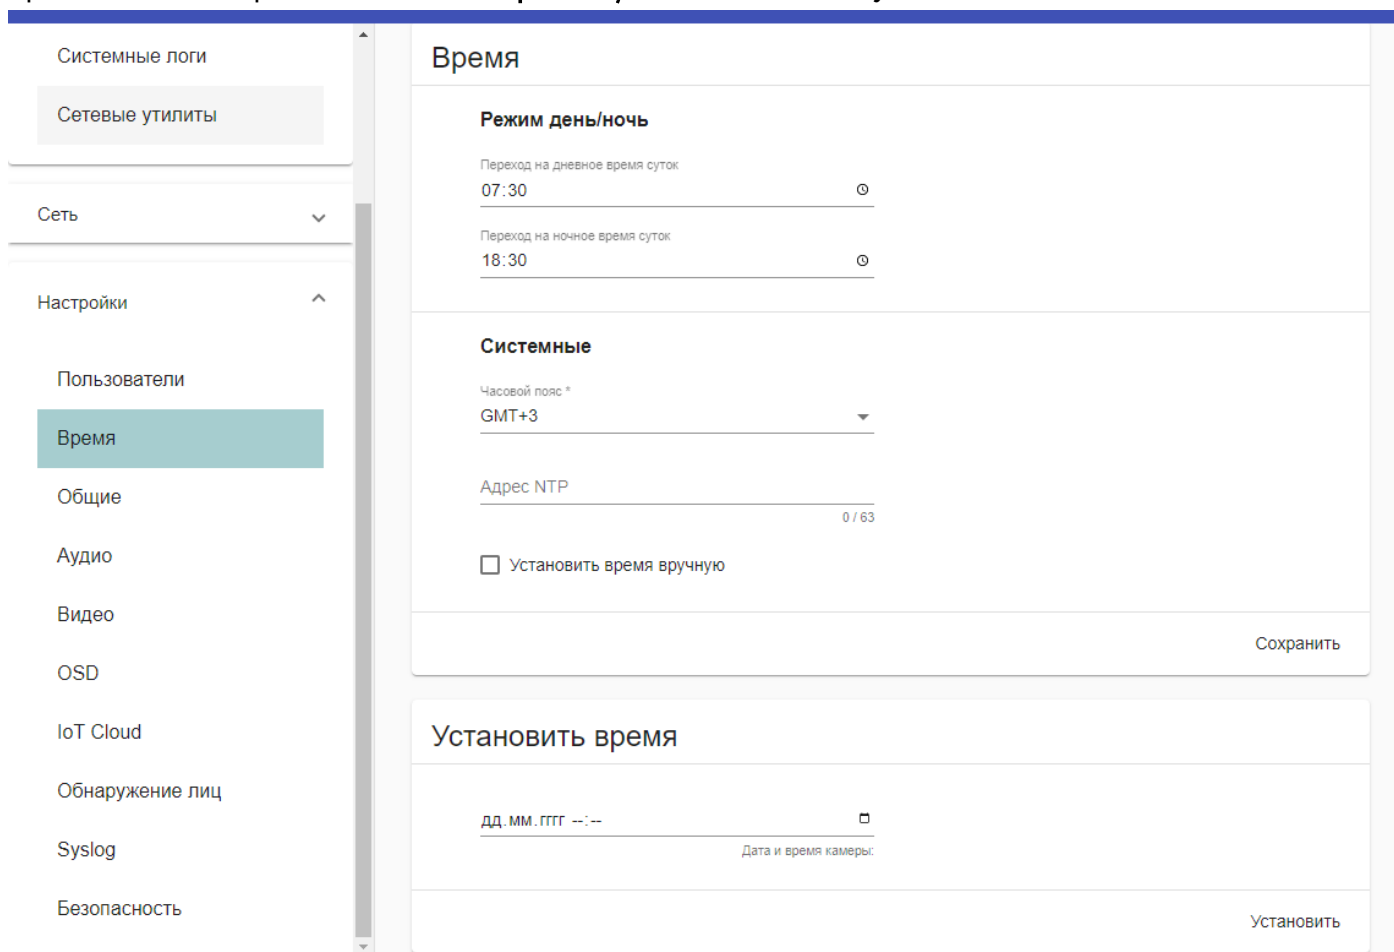 Системные логи
Сетевые утилиты
Сеть
Настройки
Пользователи
Время
Общие
Аудио
Видео
OSD
IoT Cloud
Обнаружение лиц
Syslog
Безопасность
Время
Режим день/ночь
Переход на дневное время суток
07:30
Переход на ночное время суток
18:30
Системные
Часовой пояс *
GMT+3
Адрес NTP
0 / 63
Установить время вручную
Сохранить
Установить время
дд.мм.гггг --:--
Дата и время камеры:
Установить